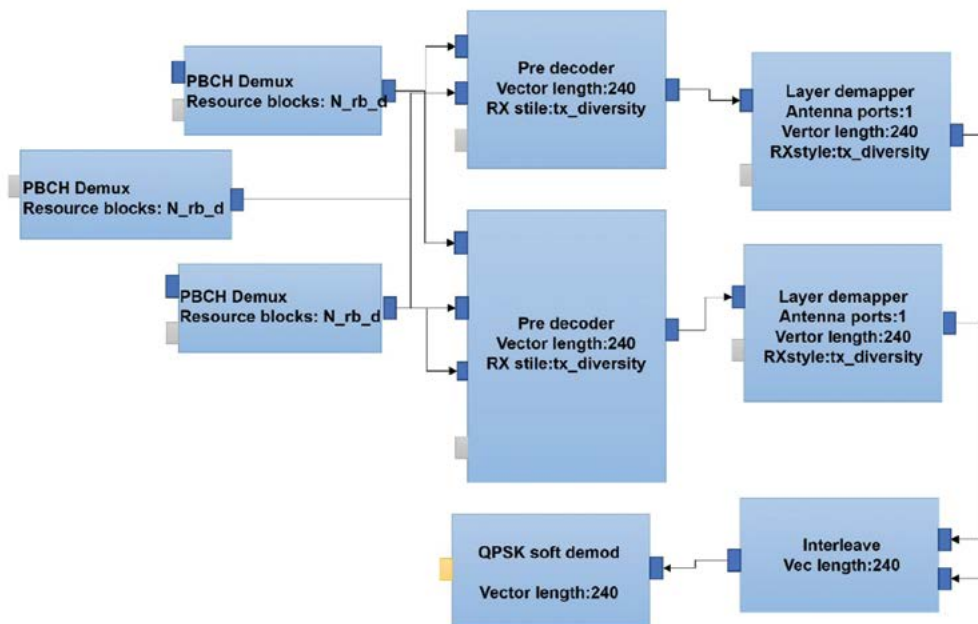 PBCH Demux
Resource blocks: N_rb_d
PBCH Demux
Resource blocks: N_rb_d
PBCH Demux
Resource blocks: N_rb_d
Pre decoder
Vector length:240
RX stile:tx_diversity
Layer demapper
Antenna ports:1
Vertor length:240
RXstyle:tx_diversity
Pre decoder
Vector length:240
RX stile:tx_diversity
Layer demapper
Antenna ports:1
Vertor length:240
RXstyle:tx_diversity
QPSK soft demod
Vector length:240
Interleave
Vec length:240